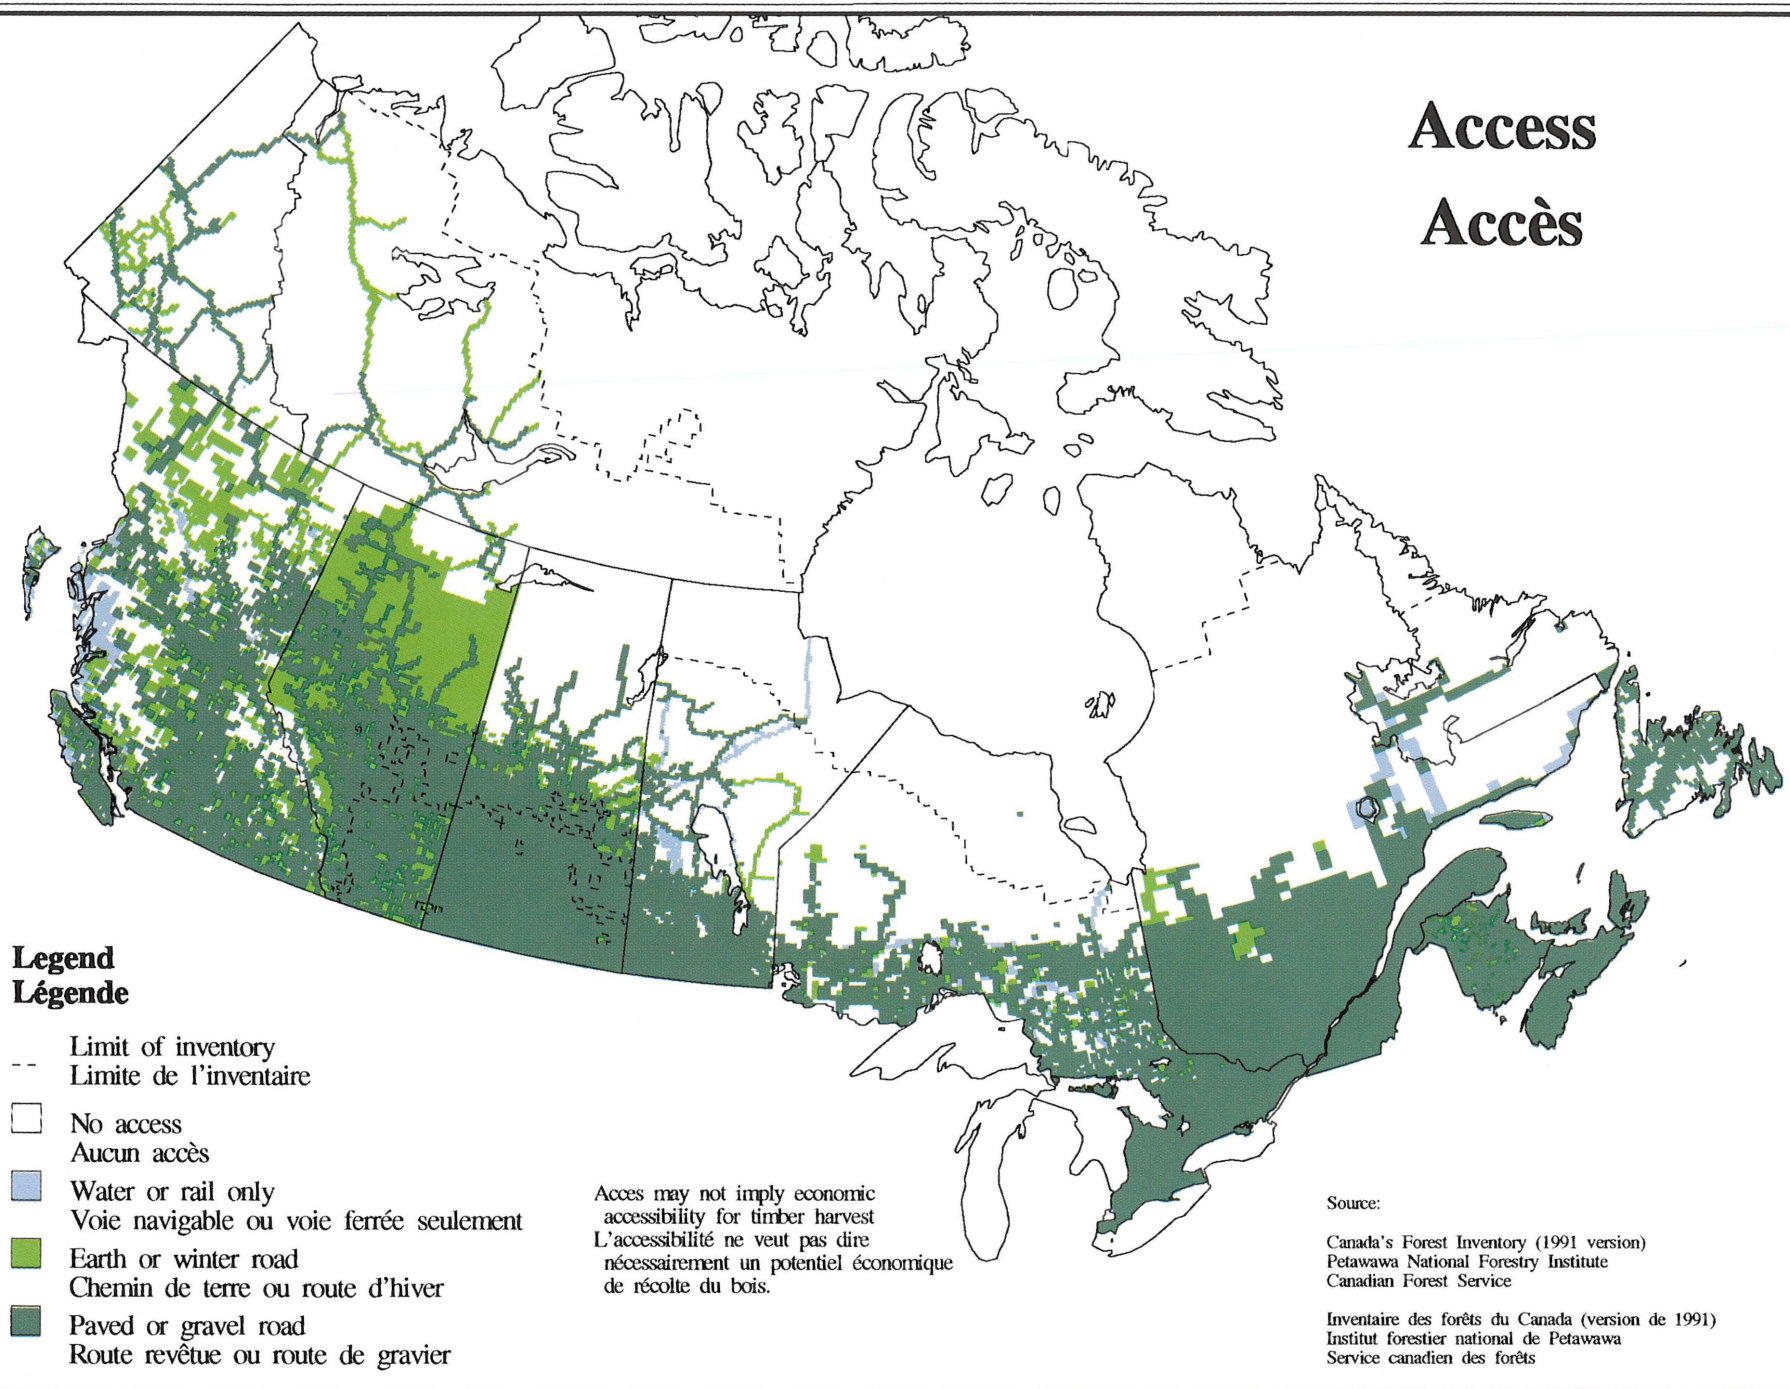 Access
Accès
Legend
Légende
Limit of inventory
Limite de l'inventaire
No access
Aucun accès
Water or rail only
Voie navigable ou voie ferrée seulement
Earth or winter road
Chemin de terre ou route d'hiver
Paved or gravel road
Route revêtue ou route de gravier
Acces may not imply economic
accessibility for timber harvest
L'accessibilité ne veut pas dire
nécessairement un potentiel économique
de récolte du bois.
Source:
Canada's Forest Inventory (1991 version)
Petawawa National Forestry Institute
Canadian Forest Service
Inventaire des forêts du Canada (version de 1991)
Institut forestier national de Petawawa
Service canadien des forêts